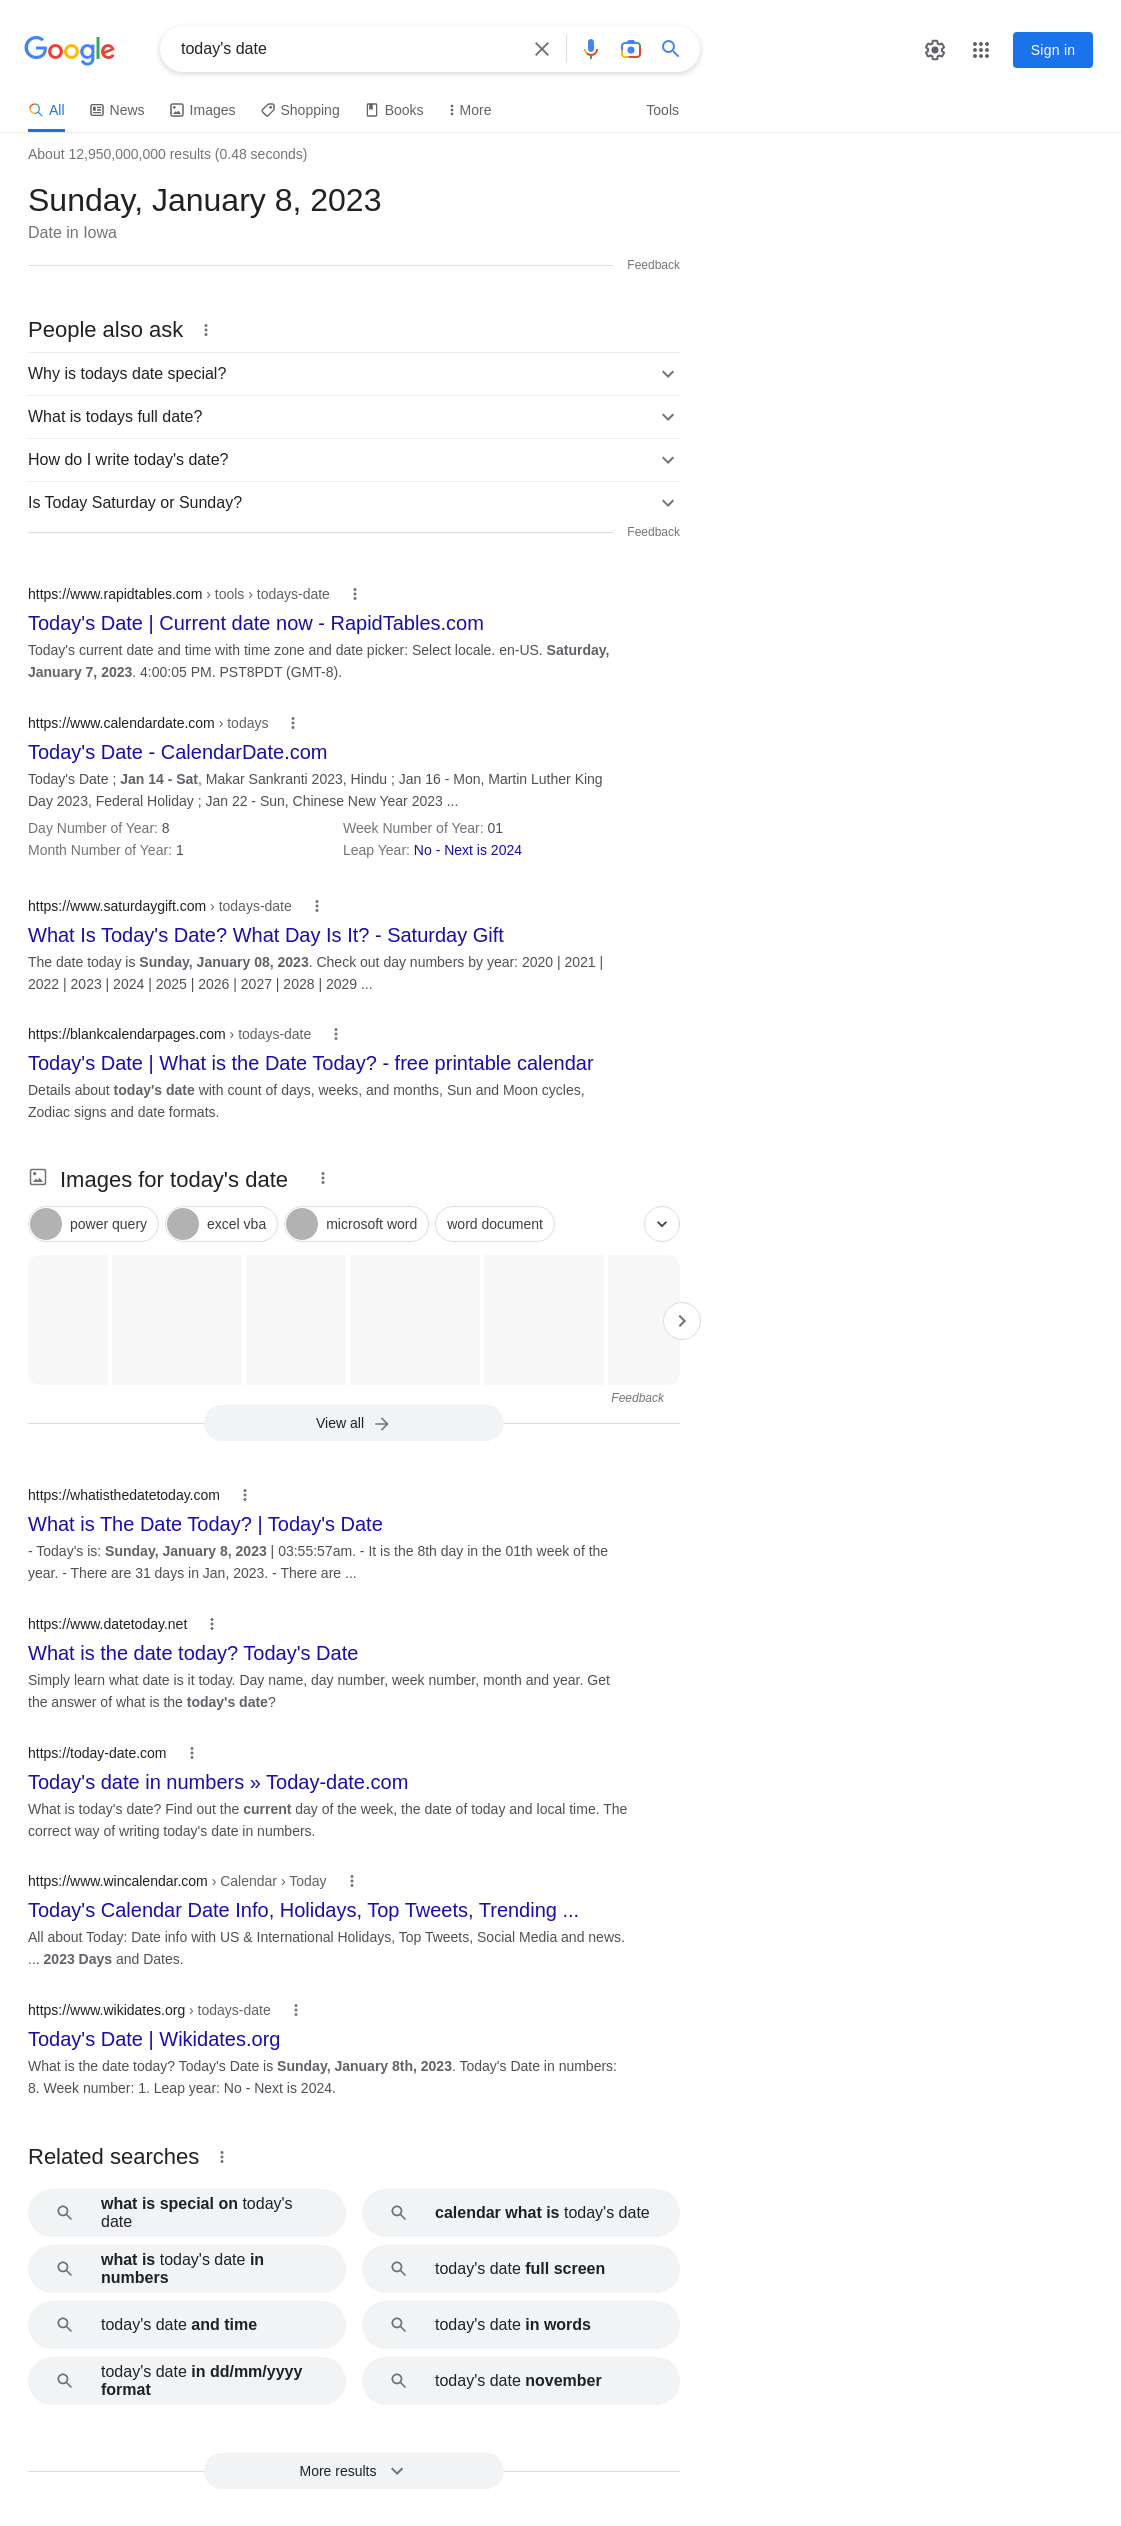 Google
today's date
Sign in
All News Images Shopping Books More Tools
About 12,950,000,000 results (0.48 seconds)
Sunday, January 8, 2023
Date in Iowa
Feedback
People also ask
Why is todays date special?
What is todays full date?
How do I write today's date?
Is Today Saturday or Sunday?
Feedback
https://www.rapidtables.com › tools › todays-date
Today's Date | Current date now - RapidTables.com
Today's current date and time with time zone and date picker: Select locale. en-US. Saturday,
January 7, 2023. 4:00:05 PM. PST8PDT (GMT-8).
https://www.calendardate.com › todays
Today's Date - CalendarDate.com
Today's Date ; Jan 14 - Sat, Makar Sankranti 2023, Hindu ; Jan 16 - Mon, Martin Luther King
Day 2023, Federal Holiday ; Jan 22 - Sun, Chinese New Year 2023 ...
Day Number of Year: 8 Week Number of Year: 01
Month Number of Year: 1 Leap Year: No - Next is 2024
https://www.saturdaygift.com › todays-date
What Is Today's Date? What Day Is It? - Saturday Gift
The date today is Sunday, January 08, 2023. Check out day numbers by year: 2020 | 2021 |
2022 | 2023 | 2024 | 2025 | 2026 | 2027 | 2028 | 2029 ...
https://blankcalendarpages.com › todays-date
Today's Date | What is the Date Today? - free printable calendar
Details about today's date with count of days, weeks, and months, Sun and Moon cycles,
Zodiac signs and date formats.
Images for today's date
power query excel vba microsoft word word document
Feedback
View all
https://whatisthedatetoday.com
What is The Date Today? | Today's Date
- Today's is: Sunday, January 8, 2023 | 03:55:57am. - It is the 8th day in the 01th week of the
year. - There are 31 days in Jan, 2023. - There are ...
https://www.datetoday.net
What is the date today? Today's Date
Simply learn what date is it today. Day name, day number, week number, month and year. Get
the answer of what is the today's date?
https://today-date.com
Today's date in numbers » Today-date.com
What is today's date? Find out the current day of the week, the date of today and local time. The
correct way of writing today's date in numbers.
https://www.wincalendar.com › Calendar › Today
Today's Calendar Date Info, Holidays, Top Tweets, Trending ...
All about Today: Date info with US & International Holidays, Top Tweets, Social Media and news.
... 2023 Days and Dates.
https://www.wikidates.org › todays-date
Today's Date | Wikidates.org
What is the date today? Today's Date is Sunday, January 8th, 2023. Today's Date in numbers:
8. Week number: 1. Leap year: No - Next is 2024.
Related searches
what is special on today's
date
calendar what is today's date
what is today's date in
numbers
today's date full screen
today's date and time
today's date in words
today's date in dd/mm/yyyy
format
today's date november
More results